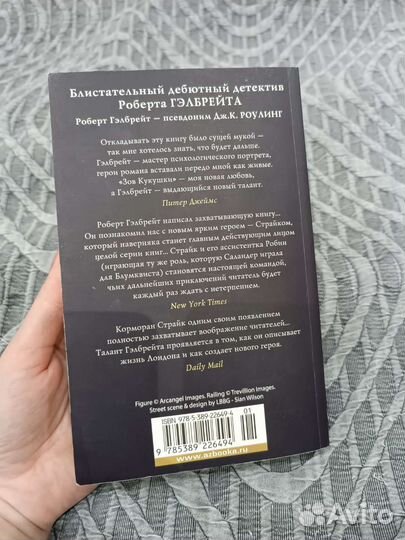 Блистательный дебютный детектив
Роберта ГЭЛБРЕЙТА
Роберт Гэлбрейт — псевдоним Дж.К. РОУЛИНГ
Откладывать эту книгу было сущей мукой —
так мне хотелось знать, что будет дальше.
Гэлбрейт — мастер психологического портрета,
герои романа вставали передо мной как живые.
«Зов Кукушки» — моя новая любовь,
а Гэлбрейт — выдающийся новый талант.
Питер Джеймс
Роберт Гэлбрейт написал захватывающую книгу...
Он познакомил нас с новым ярким героем — Страйком,
который наверняка станет главным действующим лицом
целой серии книг... Страйк и его ассистентка Робин
(играющая ту же роль, которую Саландер играла
для Блумквиста) становятся настоящей командой,
чьих дальнейших приключений читатель будет
каждый раз ждать с нетерпением.
New York Times
Корморан Страйк одним своим появлением
полностью захватывает воображение читателей...
Талант Гэлбрейта проявляется в том, как он описывает
жизнь Лондона и как создает нового героя.
Daily Mail
Figure © Arcangel Images. Railing © Trevillion Images.
Street scene & design by LBBG - Sian Wilson
ISBN 978-5-389-22649-4
01
9 785389 226494
www.azbooka.ru
Avito